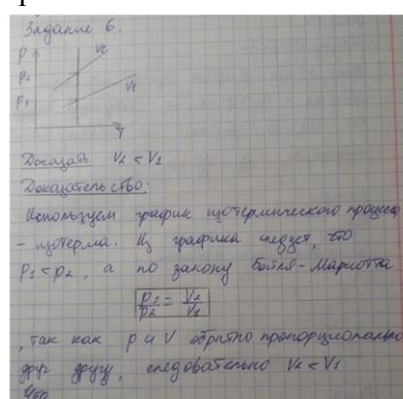 Задание 6.
P
V₂
P₂
V₁
P₁
T
Доказать V₂ < V₁
Доказательство:
Используем график изотермического процесса
- изотерма. Из графика следует, что
P₁ < P₂, а по закону Бойля-Мариотта
P₁/P₂ = V₂/V₁
, так как P и V обратно пропорциональны
друг другу, следовательно V₂ < V₁